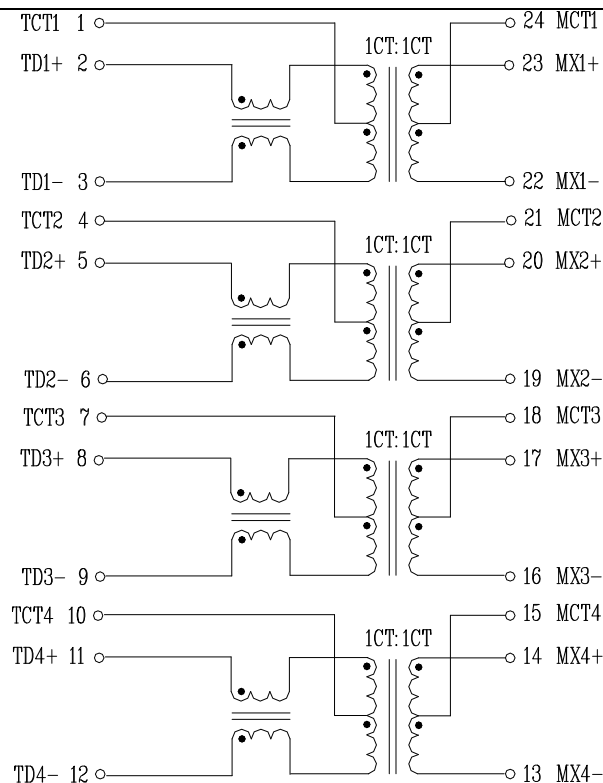 TCT1 1 24 MCT1
1CT:1CT
TD1+ 2 23 MX1+
TD1- 3 22 MX1-
TCT2 4 21 MCT2
1CT:1CT
TD2+ 5 20 MX2+
TD2- 6 19 MX2-
TCT3 7 18 MCT3
1CT:1CT
TD3+ 8 17 MX3+
TD3- 9 16 MX3-
TCT4 10 15 MCT4
1CT:1CT
TD4+ 11 14 MX4+
TD4- 12 13 MX4-